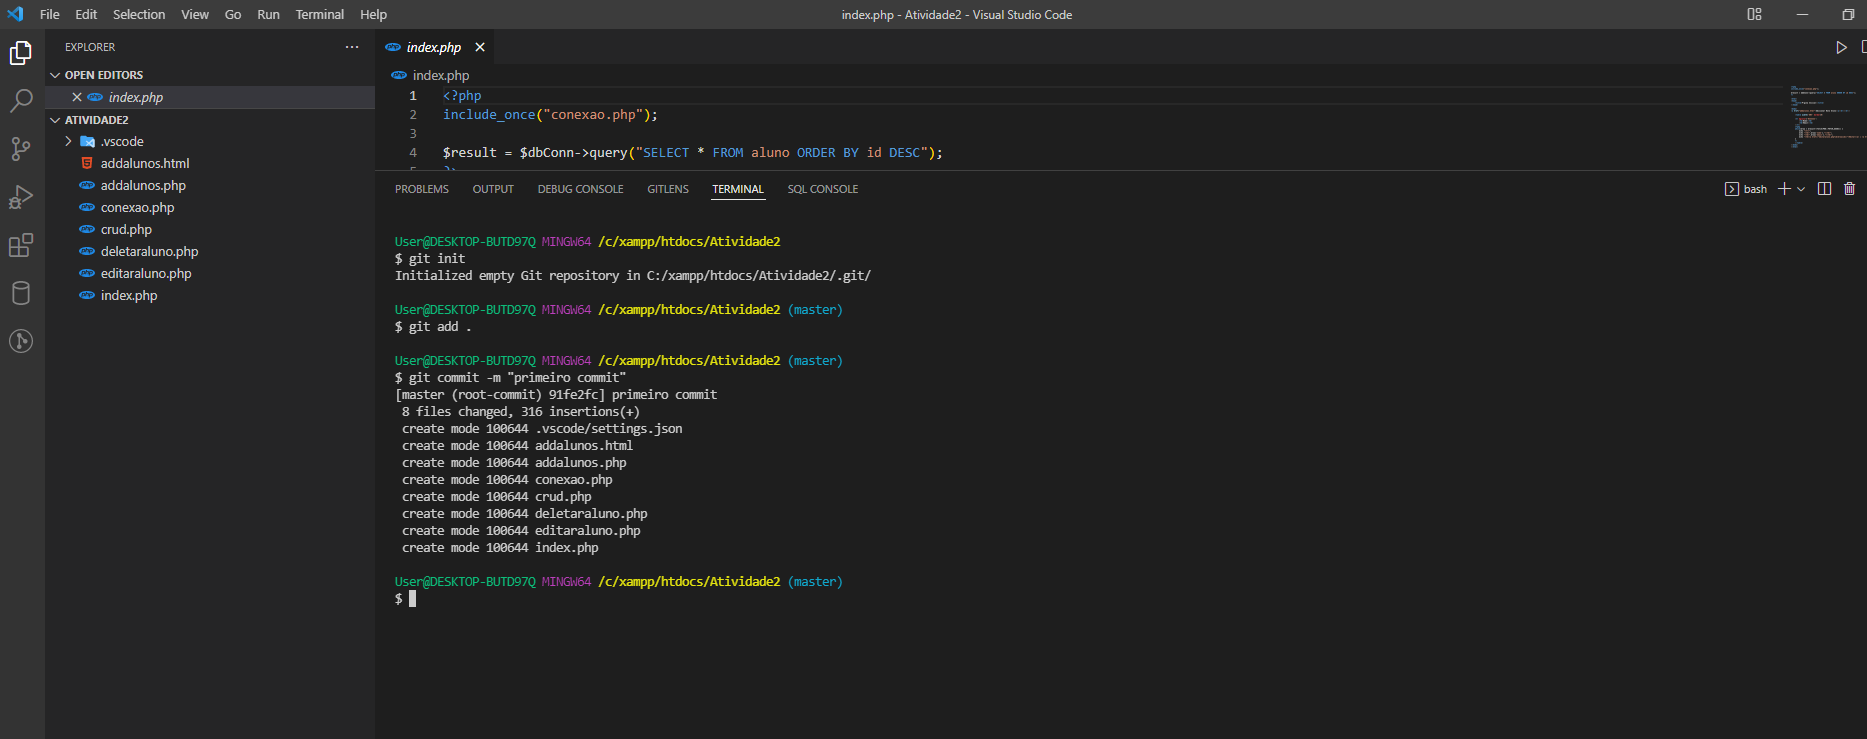 File Edit Selection View Go Run Terminal Help
index.php - Atividade2 - Visual Studio Code
EXPLORER
OPEN EDITORS
index.php
ATIVIDADE2
.vscode
addalunos.html
addalunos.php
conexao.php
crud.php
deletaraluno.php
editaraluno.php
index.php
index.php
index.php
1 <?php
2 include_once("conexao.php");
3
4 $result = $dbConn->query("SELECT * FROM aluno ORDER BY id DESC");
PROBLEMS OUTPUT DEBUG CONSOLE GITLENS TERMINAL SQL CONSOLE
bash
User@DESKTOP-BUTD97Q MINGW64 /c/xampp/htdocs/Atividade2
$ git init
Initialized empty Git repository in C:/xampp/htdocs/Atividade2/.git/
User@DESKTOP-BUTD97Q MINGW64 /c/xampp/htdocs/Atividade2 (master)
$ git add .
User@DESKTOP-BUTD97Q MINGW64 /c/xampp/htdocs/Atividade2 (master)
$ git commit -m "primeiro commit"
[master (root-commit) 91fe2fc] primeiro commit
8 files changed, 316 insertions(+)
create mode 100644 .vscode/settings.json
create mode 100644 addalunos.html
create mode 100644 addalunos.php
create mode 100644 conexao.php
create mode 100644 crud.php
create mode 100644 deletaraluno.php
create mode 100644 editaraluno.php
create mode 100644 index.php
User@DESKTOP-BUTD97Q MINGW64 /c/xampp/htdocs/Atividade2 (master)
$